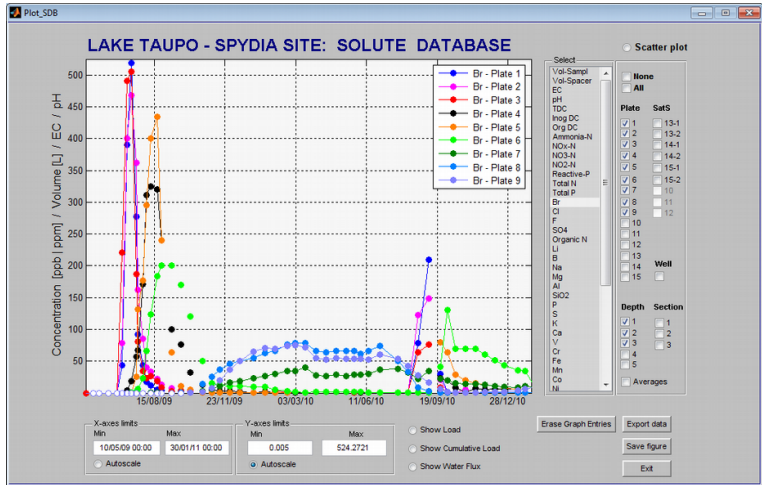 Plot_SDB
LAKE TAUPO - SPYDIA SITE: SOLUTE DATABASE
Concentration [ppb | ppm] / Volume [L] / EC / pH
500
450
400
350
300
250
200
150
100
50
15/08/09 23/11/09 03/03/10 11/06/10 19/09/10 28/12/10
Br - Plate 1
Br - Plate 2
Br - Plate 3
Br - Plate 4
Br - Plate 5
Br - Plate 6
Br - Plate 7
Br - Plate 8
Br - Plate 9
Select
Vol-Sampl
Vol-Spacer
EC
pH
TDC
Inog DC
Org DC
Ammonia-N
NOx-N
NO3-N
NO2-N
Reactive-P
Total N
Total P
Br
Cl
F
SO4
Organic N
Li
B
Na
Mg
Al
SiO2
P
S
K
Ca
V
Cr
Fe
Mn
Co
Ni
Scatter plot
None
All
Plate SatS
1 13-1
2 13-2
3 14-1
4 14-2
5 15-1
6 15-2
7 10
8 11
9 12
10
11
12
13
14
15
Well
Depth Section
1 1
2 2
3 3
4
5
Averages
X-axes limits
Min Max
10/05/09 00:00 30/01/11 00:00
Autoscale
Y-axes limits
Min Max
0.005 524.2721
Autoscale
Show Load
Show Cumulative Load
Show Water Flux
Erase Graph Entries
Export data
Save figure
Exit